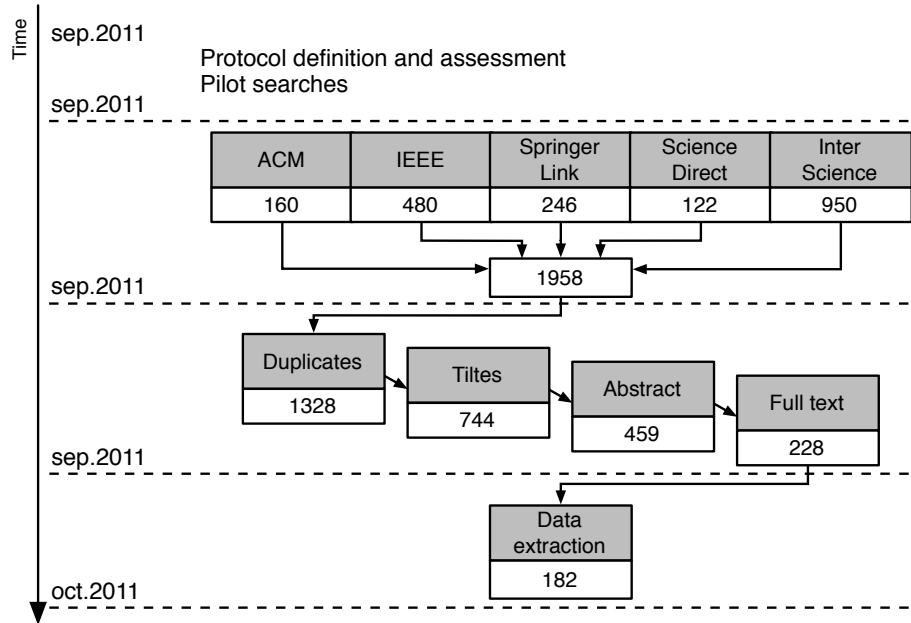 Time
sep.2011
Protocol definition and assessment
Pilot searches
sep.2011
ACM
IEEE
Springer
Link
Science
Direct
Inter
Science
160
480
246
122
950
1958
sep.2011
Duplicates
1328
Tiltes
744
Abstract
459
Full text
228
sep.2011
Data
extraction
182
oct.2011